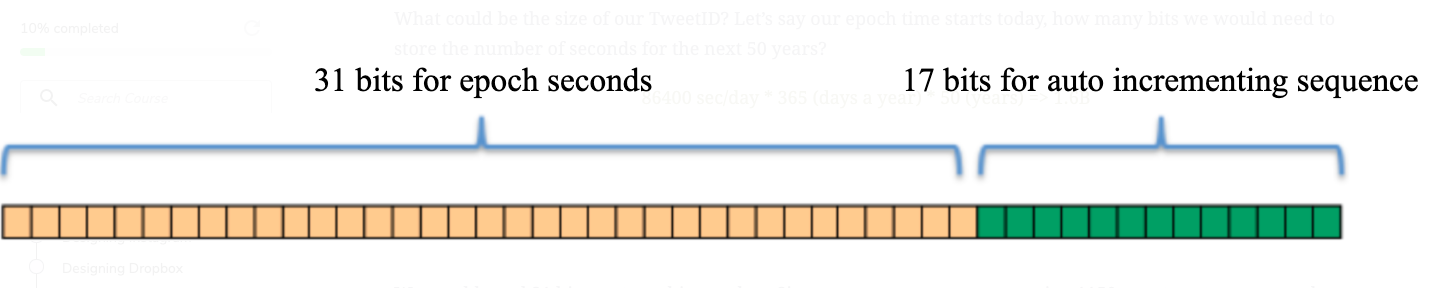 What could be the size of our TweetID? Let's say our epoch time starts today, how many bits we would need to
store the number of seconds for the next 50 years?
10% completed
31 bits for epoch seconds
17 bits for auto incrementing sequence
Search Course
86400 sec/day * 365 (days a year) * 50 (years) => 1.6B
Designing Dropbox